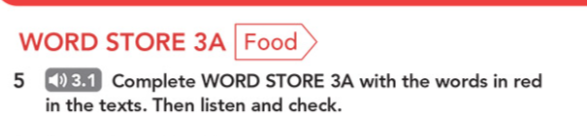 WORD STORE 3A Food
5 3.1 Complete WORD STORE 3A with the words in red
in the texts. Then listen and check.